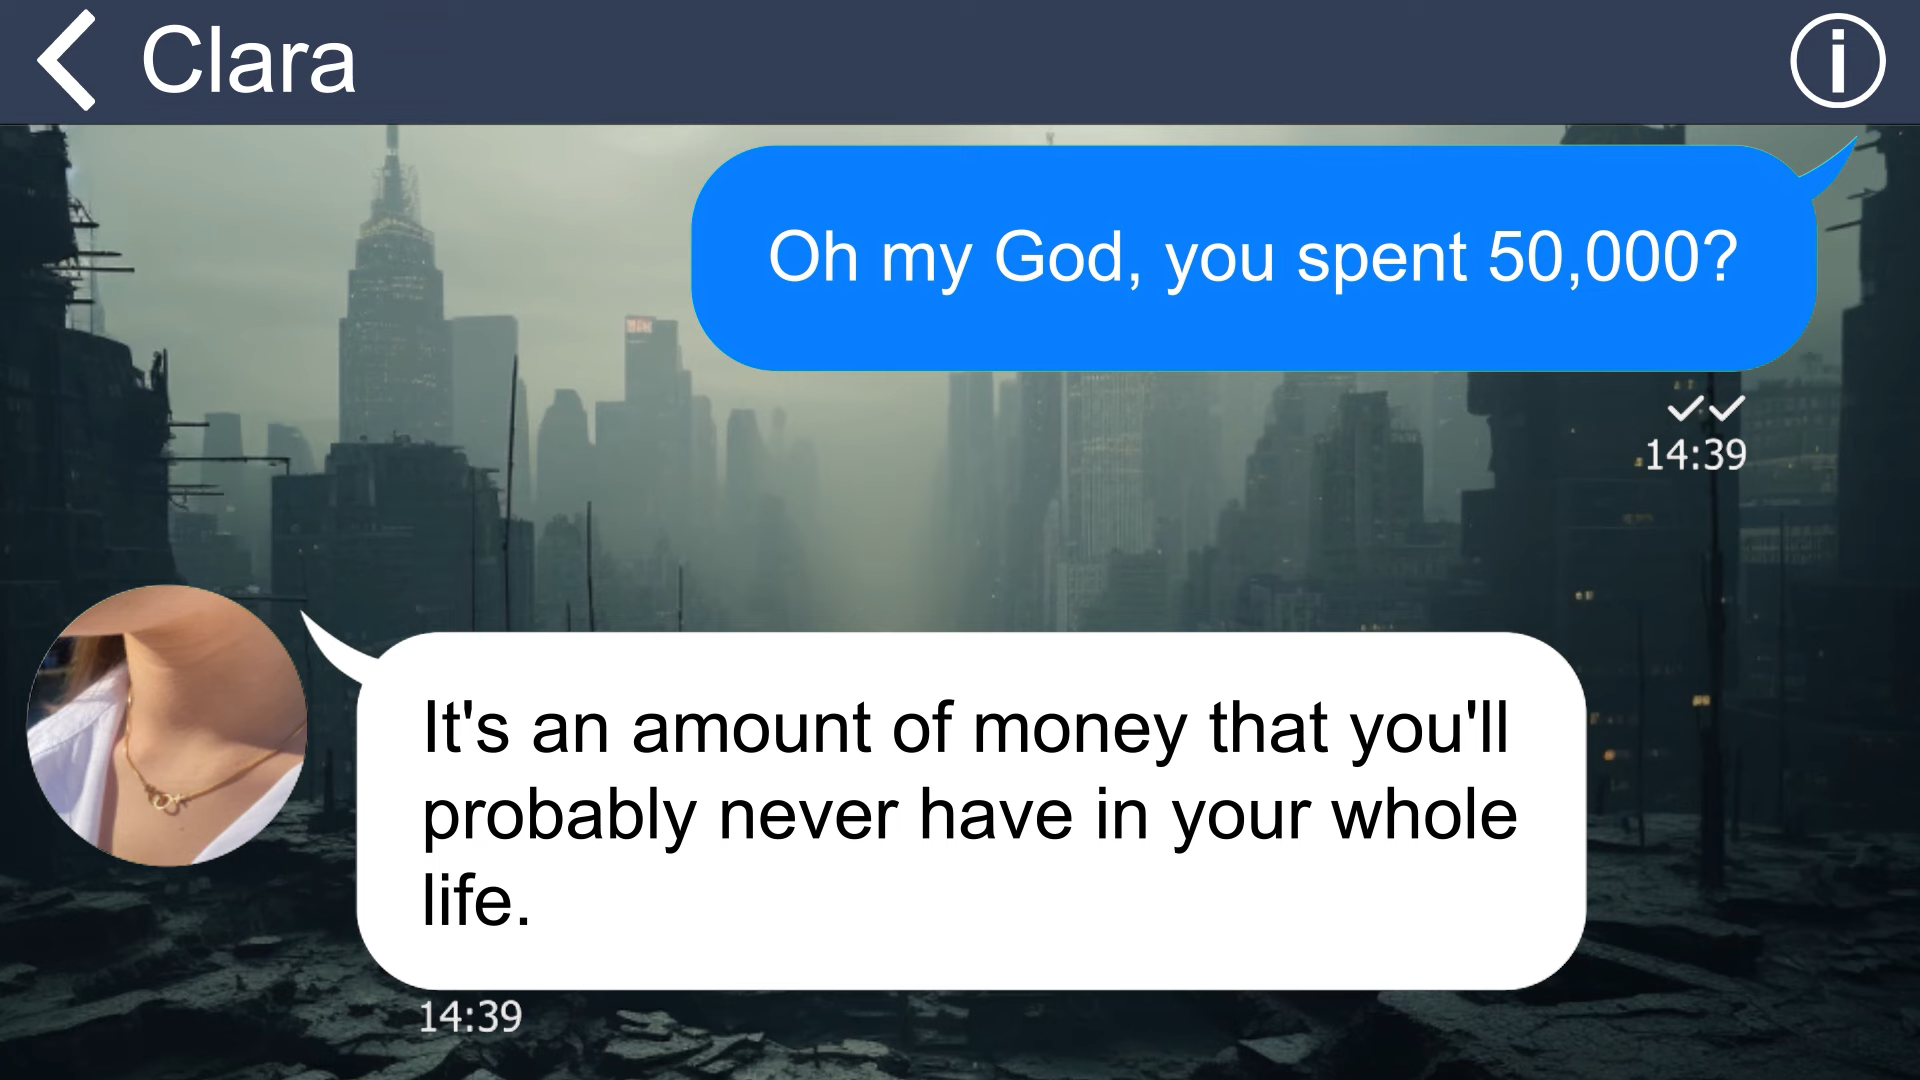 Clara
Oh my God, you spent 50,000?
14:39
It's an amount of money that you'll
probably never have in your whole
life.
14:39